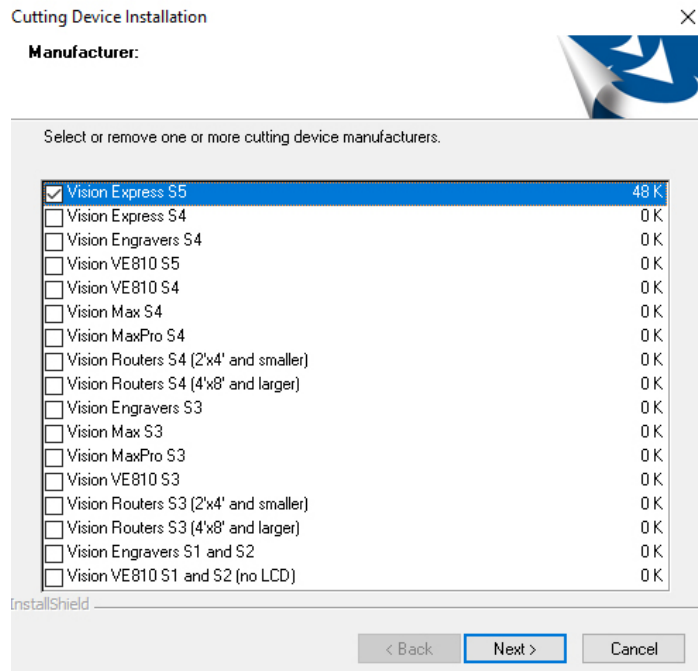 Cutting Device Installation
Manufacturer:
Select or remove one or more cutting device manufacturers.
Vision Express S5 48 K
Vision Express S4 0 K
Vision Engravers S4 0 K
Vision VE810 S5 0 K
Vision VE810 S4 0 K
Vision Max S4 0 K
Vision MaxPro S4 0 K
Vision Routers S4 (2'x4' and smaller) 0 K
Vision Routers S4 (4'x8' and larger) 0 K
Vision Engravers S3 0 K
Vision Max S3 0 K
Vision MaxPro S3 0 K
Vision VE810 S3 0 K
Vision Routers S3 (2'x4' and smaller) 0 K
Vision Routers S3 (4'x8' and larger) 0 K
Vision Engravers S1 and S2 0 K
Vision VE810 S1 and S2 (no LCD) 0 K
InstallShield
< Back Next > Cancel